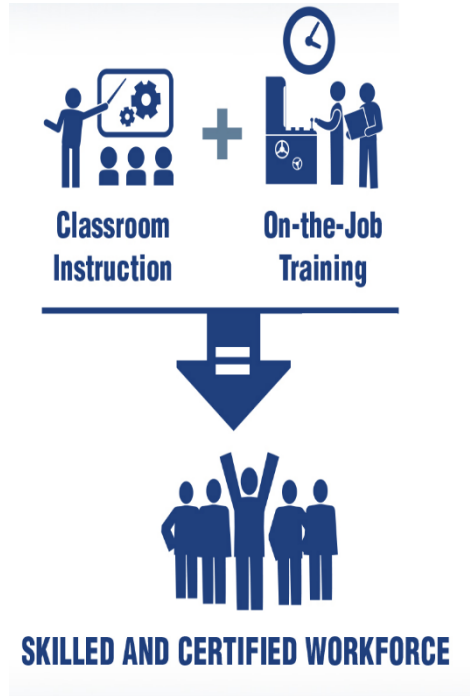 +
Classroom
Instruction
On-the-Job
Training
=
SKILLED AND CERTIFIED WORKFORCE